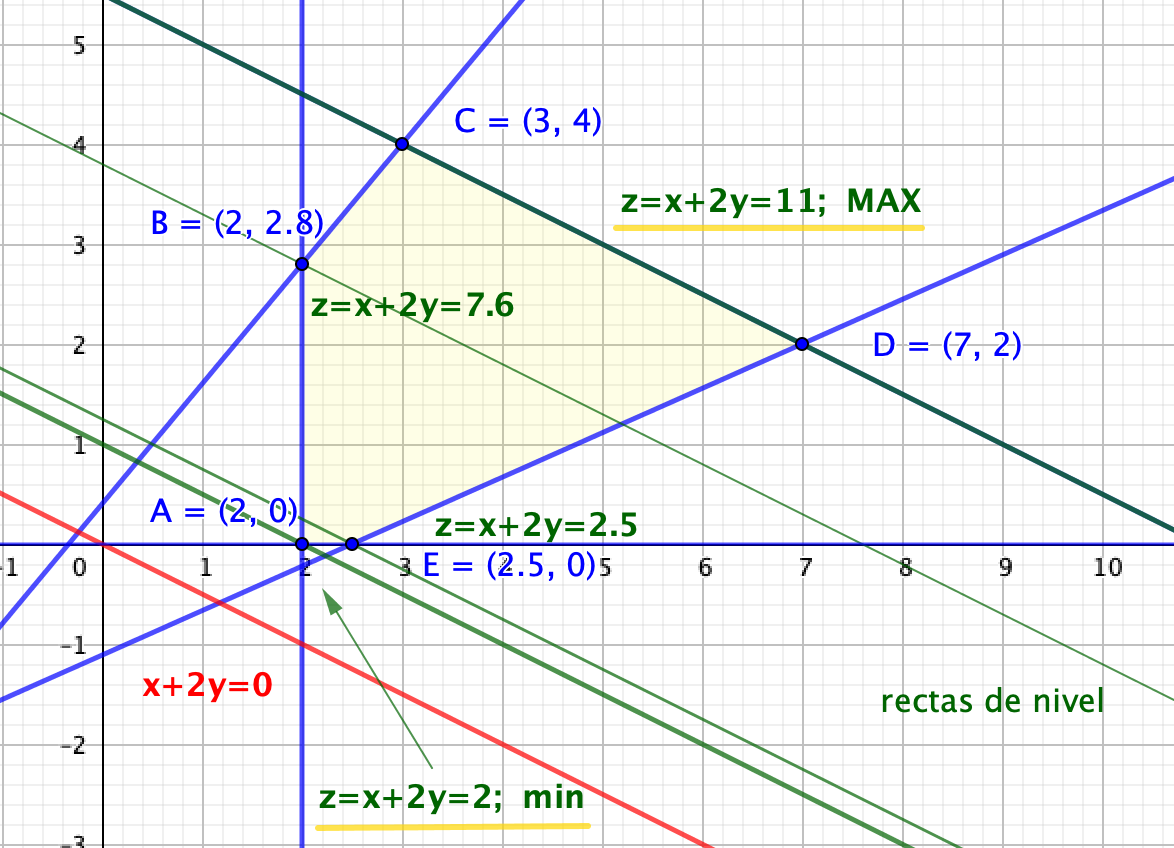 5
C = (3, 4)
4
z=x+2y=11; MAX
B = (2, 2.8)
3
z=x+2y=7.6
2
D = (7, 2)
1
A = (2, 0)
z=x+2y=2.5
-1 0 1 2 3 E = (2.5, 0) 5 6 7 8 9 10
-1
x+2y=0
rectas de nivel
-2
z=x+2y=2; min
-3